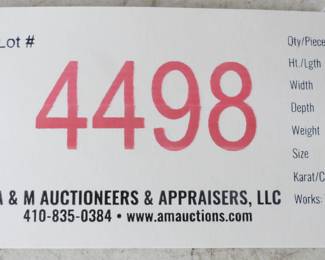 Lot #
4498
A & M AUCTIONEERS & APPRAISERS, LLC
410-835-0384 • www.amauctions.com
Qty/Piece
Ht./Lgth
Width
Depth
Weight
Size
Karat/C
Works: